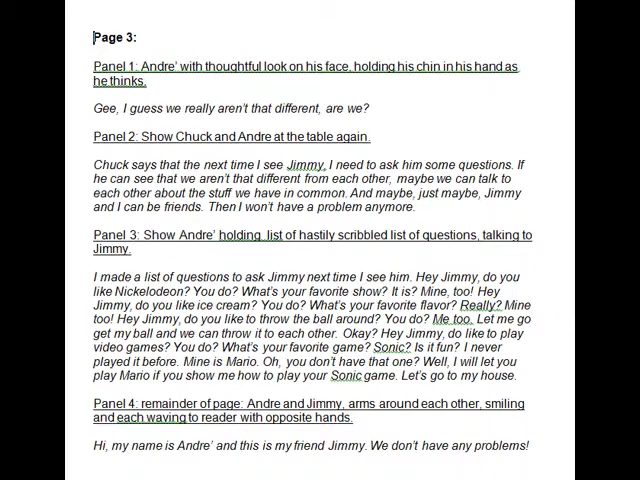 Page 3:
Panel 1: Andre' with thoughtful look on his face, holding his chin in his hand as
he thinks.
Gee, I guess we really aren't that different, are we?
Panel 2: Show Chuck and Andre at the table again.
Chuck says that the next time I see Jimmy, I need to ask him some questions. If
he can see that we aren't that different from each other, maybe we can talk to
each other about the stuff we have in common. And maybe, just maybe, Jimmy
and I can be friends. Then I won't have a problem anymore.
Panel 3: Show Andre' holding list of hastily scribbled list of questions, talking to
Jimmy.
I made a list of questions to ask Jimmy next time I see him. Hey Jimmy, do you
like Nickelodeon? You do? What's your favorite show? It is? Mine, too! Hey
Jimmy, do you like ice cream? You do? What's your favorite flavor? Really? Mine
too! Hey Jimmy, do you like to throw the ball around? You do? Me too. Let me go
get my ball and we can throw it to each other. Okay? Hey Jimmy, do like to play
video games? You do? What's your favorite game? Sonic? Is it fun? I never
played it before. Mine is Mario. Oh, you don't have that one? Well, I will let you
play Mario if you show me how to play your Sonic game. Let's go to my house.
Panel 4: remainder of page: Andre and Jimmy, arms around each other, smiling
and each waving to reader with opposite hands.
Hi, my name is Andre' and this is my friend Jimmy. We don't have any problems!